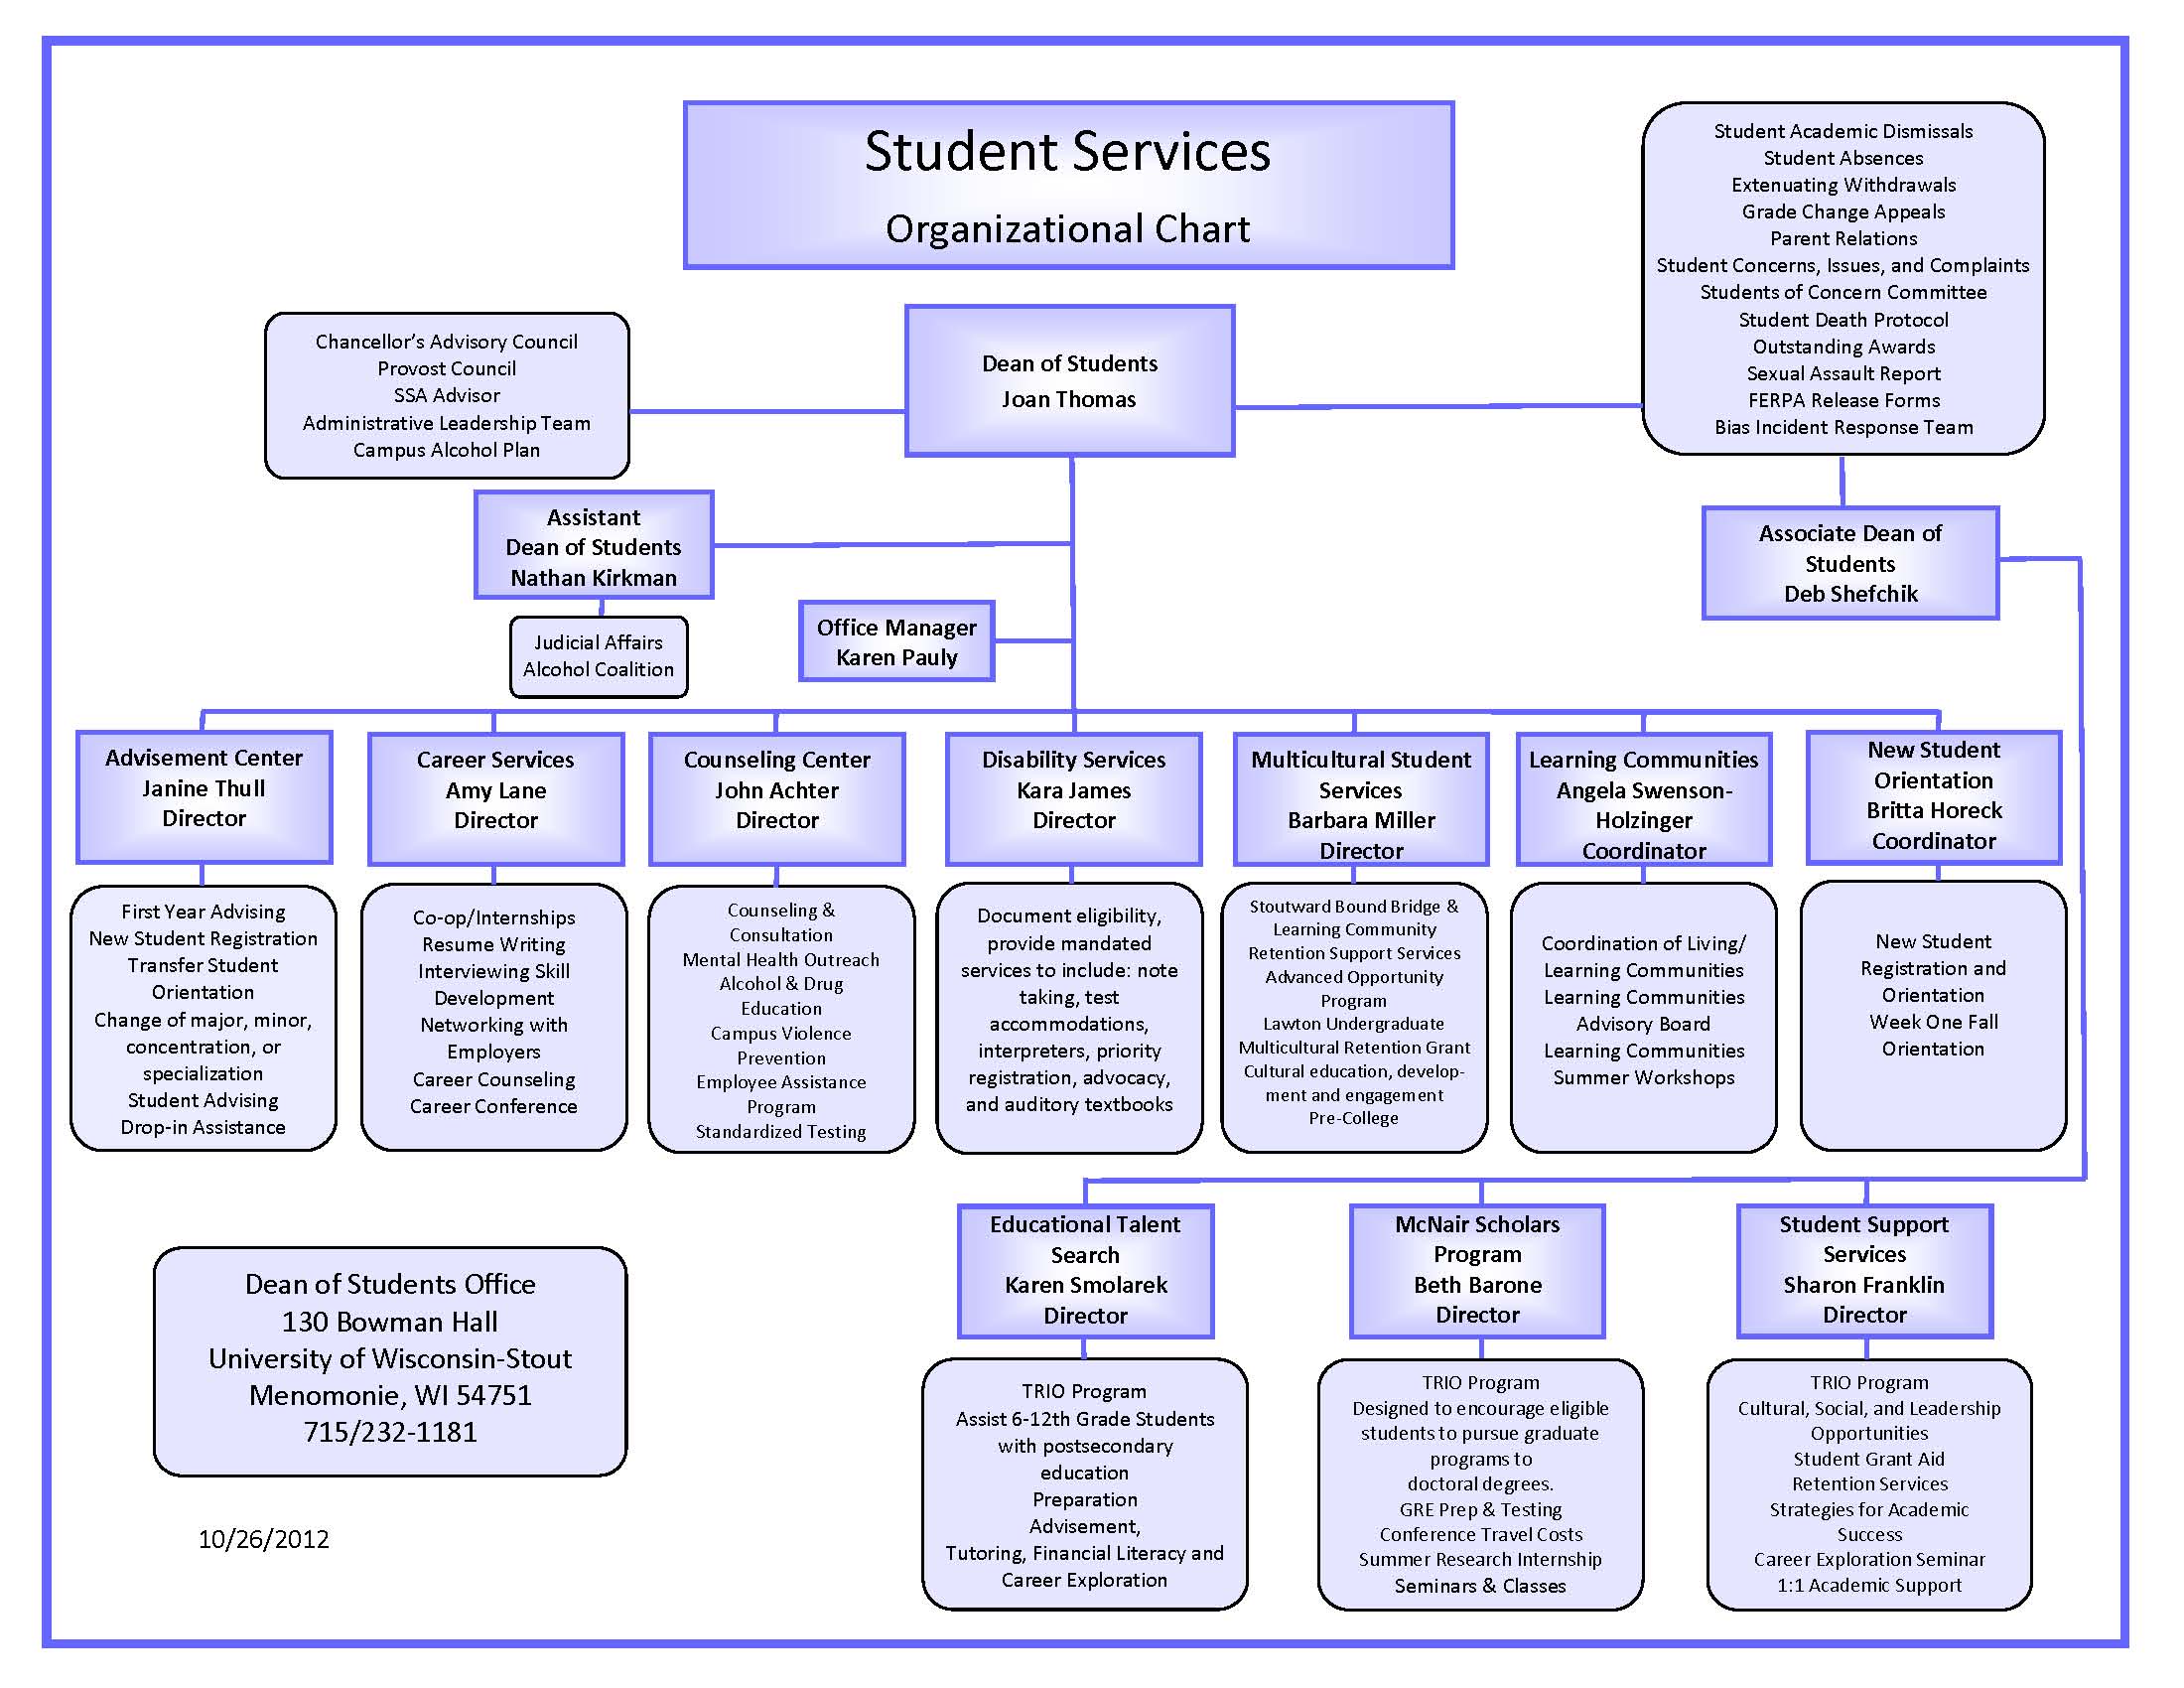 Student Services
Organizational Chart
Student Academic Dismissals
Student Absences
Extenuating Withdrawals
Grade Change Appeals
Parent Relations
Student Concerns, Issues, and Complaints
Students of Concern Committee
Student Death Protocol
Outstanding Awards
Sexual Assault Report
FERPA Release Forms
Bias Incident Response Team
Chancellor’s Advisory Council
Provost Council
SSA Advisor
Administrative Leadership Team
Campus Alcohol Plan
Dean of Students
Joan Thomas
Assistant
Dean of Students
Nathan Kirkman
Associate Dean of
Students
Deb Shefchik
Judicial Affairs
Alcohol Coalition
Office Manager
Karen Pauly
Advisement Center
Janine Thull
Director
Career Services
Amy Lane
Director
Counseling Center
John Achter
Director
Disability Services
Kara James
Director
Multicultural Student
Services
Barbara Miller
Director
Learning Communities
Angela Swenson-
Holzinger
Coordinator
New Student
Orientation
Britta Horeck
Coordinator
First Year Advising
New Student Registration
Transfer Student
Orientation
Change of major, minor,
concentration, or
specialization
Student Advising
Drop-in Assistance
Co-op/Internships
Resume Writing
Interviewing Skill
Development
Networking with
Employers
Career Counseling
Career Conference
Counseling &
Consultation
Mental Health Outreach
Alcohol & Drug
Education
Campus Violence
Prevention
Employee Assistance
Program
Standardized Testing
Document eligibility,
provide mandated
services to include: note
taking, test
accommodations,
interpreters, priority
registration, advocacy,
and auditory textbooks
Stoutward Bound Bridge &
Learning Community
Retention Support Services
Advanced Opportunity
Program
Lawton Undergraduate
Multicultural Retention Grant
Cultural education, develop-
ment and engagement
Pre-College
Coordination of Living/
Learning Communities
Learning Communities
Advisory Board
Learning Communities
Summer Workshops
New Student
Registration and
Orientation
Week One Fall
Orientation
Educational Talent
Search
Karen Smolarek
Director
McNair Scholars
Program
Beth Barone
Director
Student Support
Services
Sharon Franklin
Director
TRIO Program
Assist 6-12th Grade Students
with postsecondary
education
Preparation
Advisement,
Tutoring, Financial Literacy and
Career Exploration
TRIO Program
Designed to encourage eligible
students to pursue graduate
programs to
doctoral degrees.
GRE Prep & Testing
Conference Travel Costs
Summer Research Internship
Seminars & Classes
TRIO Program
Cultural, Social, and Leadership
Opportunities
Student Grant Aid
Retention Services
Strategies for Academic
Success
Career Exploration Seminar
1:1 Academic Support
Dean of Students Office
130 Bowman Hall
University of Wisconsin-Stout
Menomonie, WI 54751
715/232-1181
10/26/2012